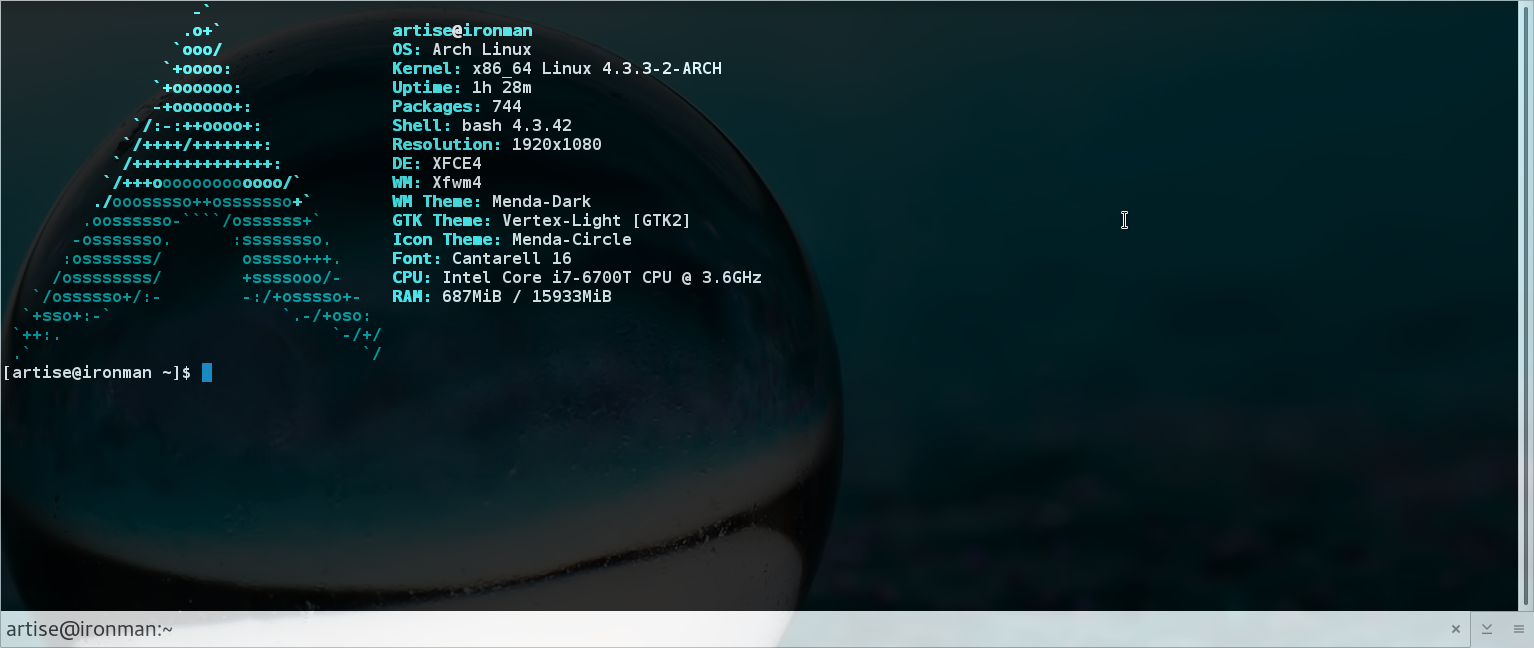 -`
                  .o+`                 artise@ironman
                 `ooo/                 OS: Arch Linux
                `+oooo:                Kernel: x86_64 Linux 4.3.3-2-ARCH
               `+oooooo:               Uptime: 1h 28m
               -+oooooo+:              Packages: 744
             `/:-:++oooo+:             Shell: bash 4.3.42
            `/++++/+++++++:            Resolution: 1920x1080
           `/++++++++++++++:           DE: XFCE4
          `/+++ooooooooooooo/`         WM: Xfwm4
         ./ooosssso++osssssso+`        WM Theme: Menda-Dark
        .oossssso-````/ossssss+`       GTK Theme: Vertex-Light [GTK2]
       -osssssso.      :ssssssso.      Icon Theme: Menda-Circle
      :osssssss/        osssso+++.     Font: Cantarell 16
     /ossssssss/        +ssssooo/-     CPU: Intel Core i7-6700T CPU @ 3.6GHz
   `/ossssso+/:-        -:/+osssso+-   RAM: 687MiB / 15933MiB
  `+sso+:-`                 `.-/+oso:
 `++:.                           `-/+/
 .`                                 `/
[artise@ironman ~]$
artise@ironman:~